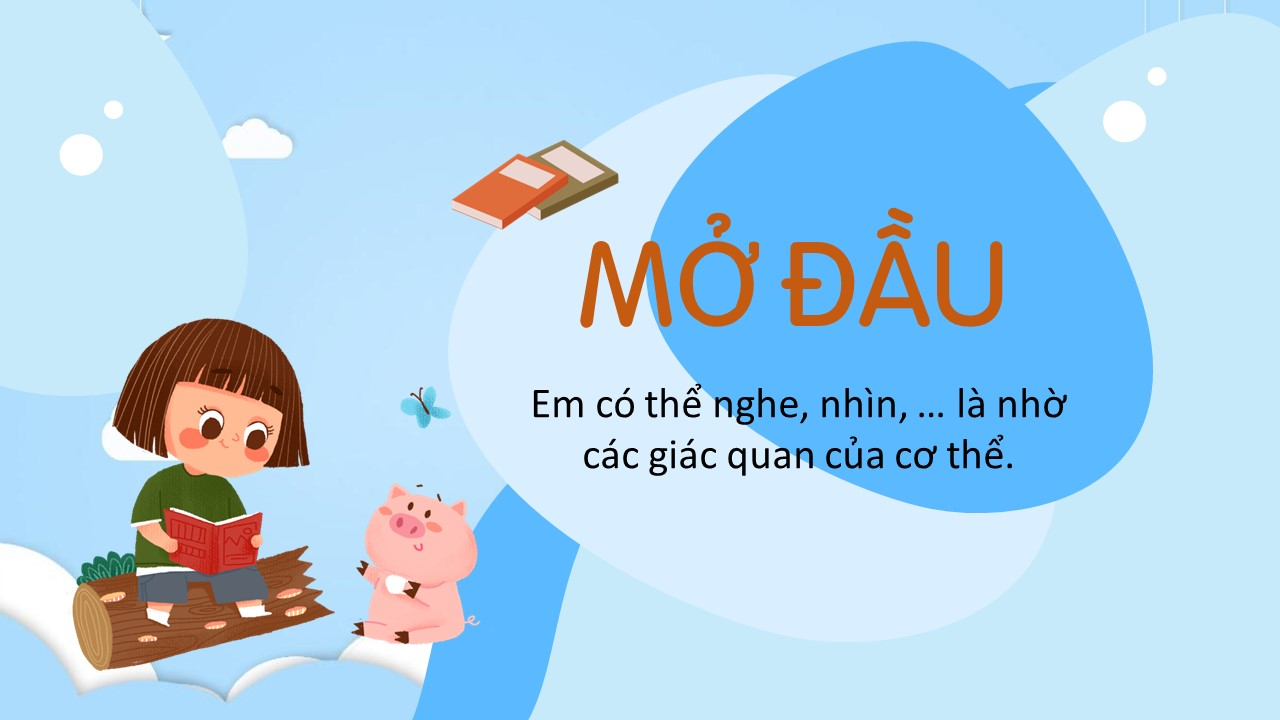 MỞ ĐẦU
Em có thể nghe, nhìn, ... là nhờ
các giác quan của cơ thể.